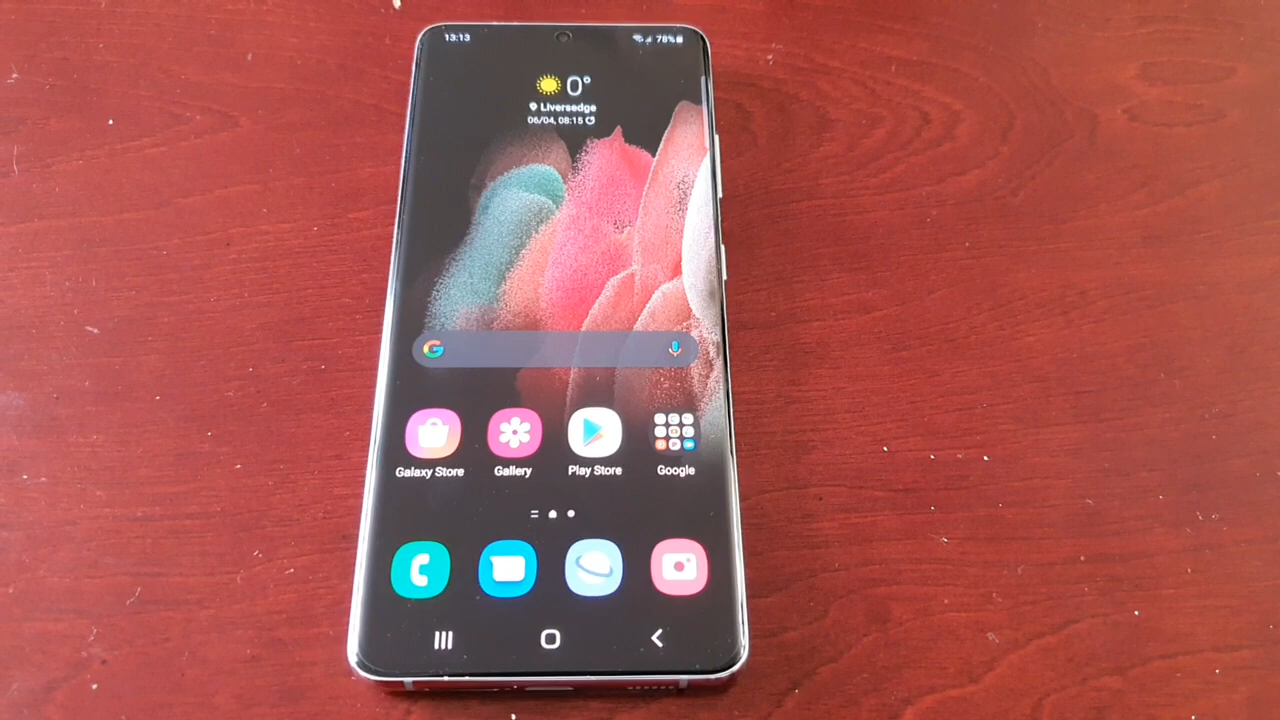 13:13
78%
0°
Liversedge
06/04, 08:15
Galaxy Store
Gallery
Play Store
Google